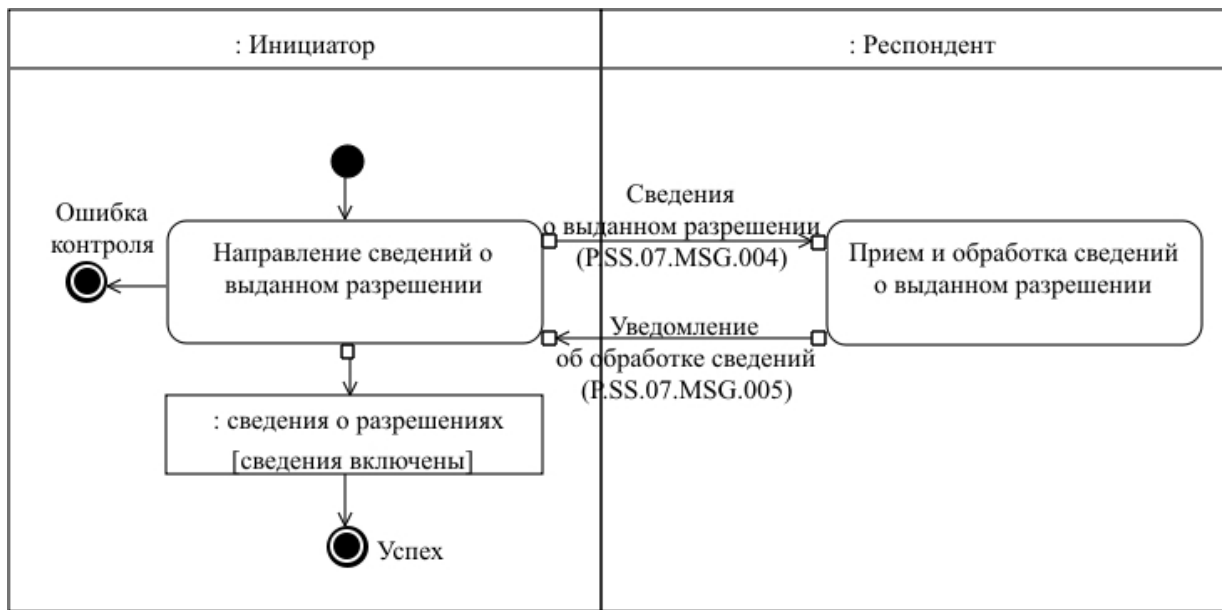 : Инициатор
: Респондент
Ошибка
контроля
Направление сведений о
выданном разрешении
Сведения
о выданном разрешении
(P.SS.07.MSG.004)
Прием и обработка сведений
о выданном разрешении
Уведомление
об обработке сведений
(P.SS.07.MSG.005)
: сведения о разрешениях
[сведения включены]
Успех